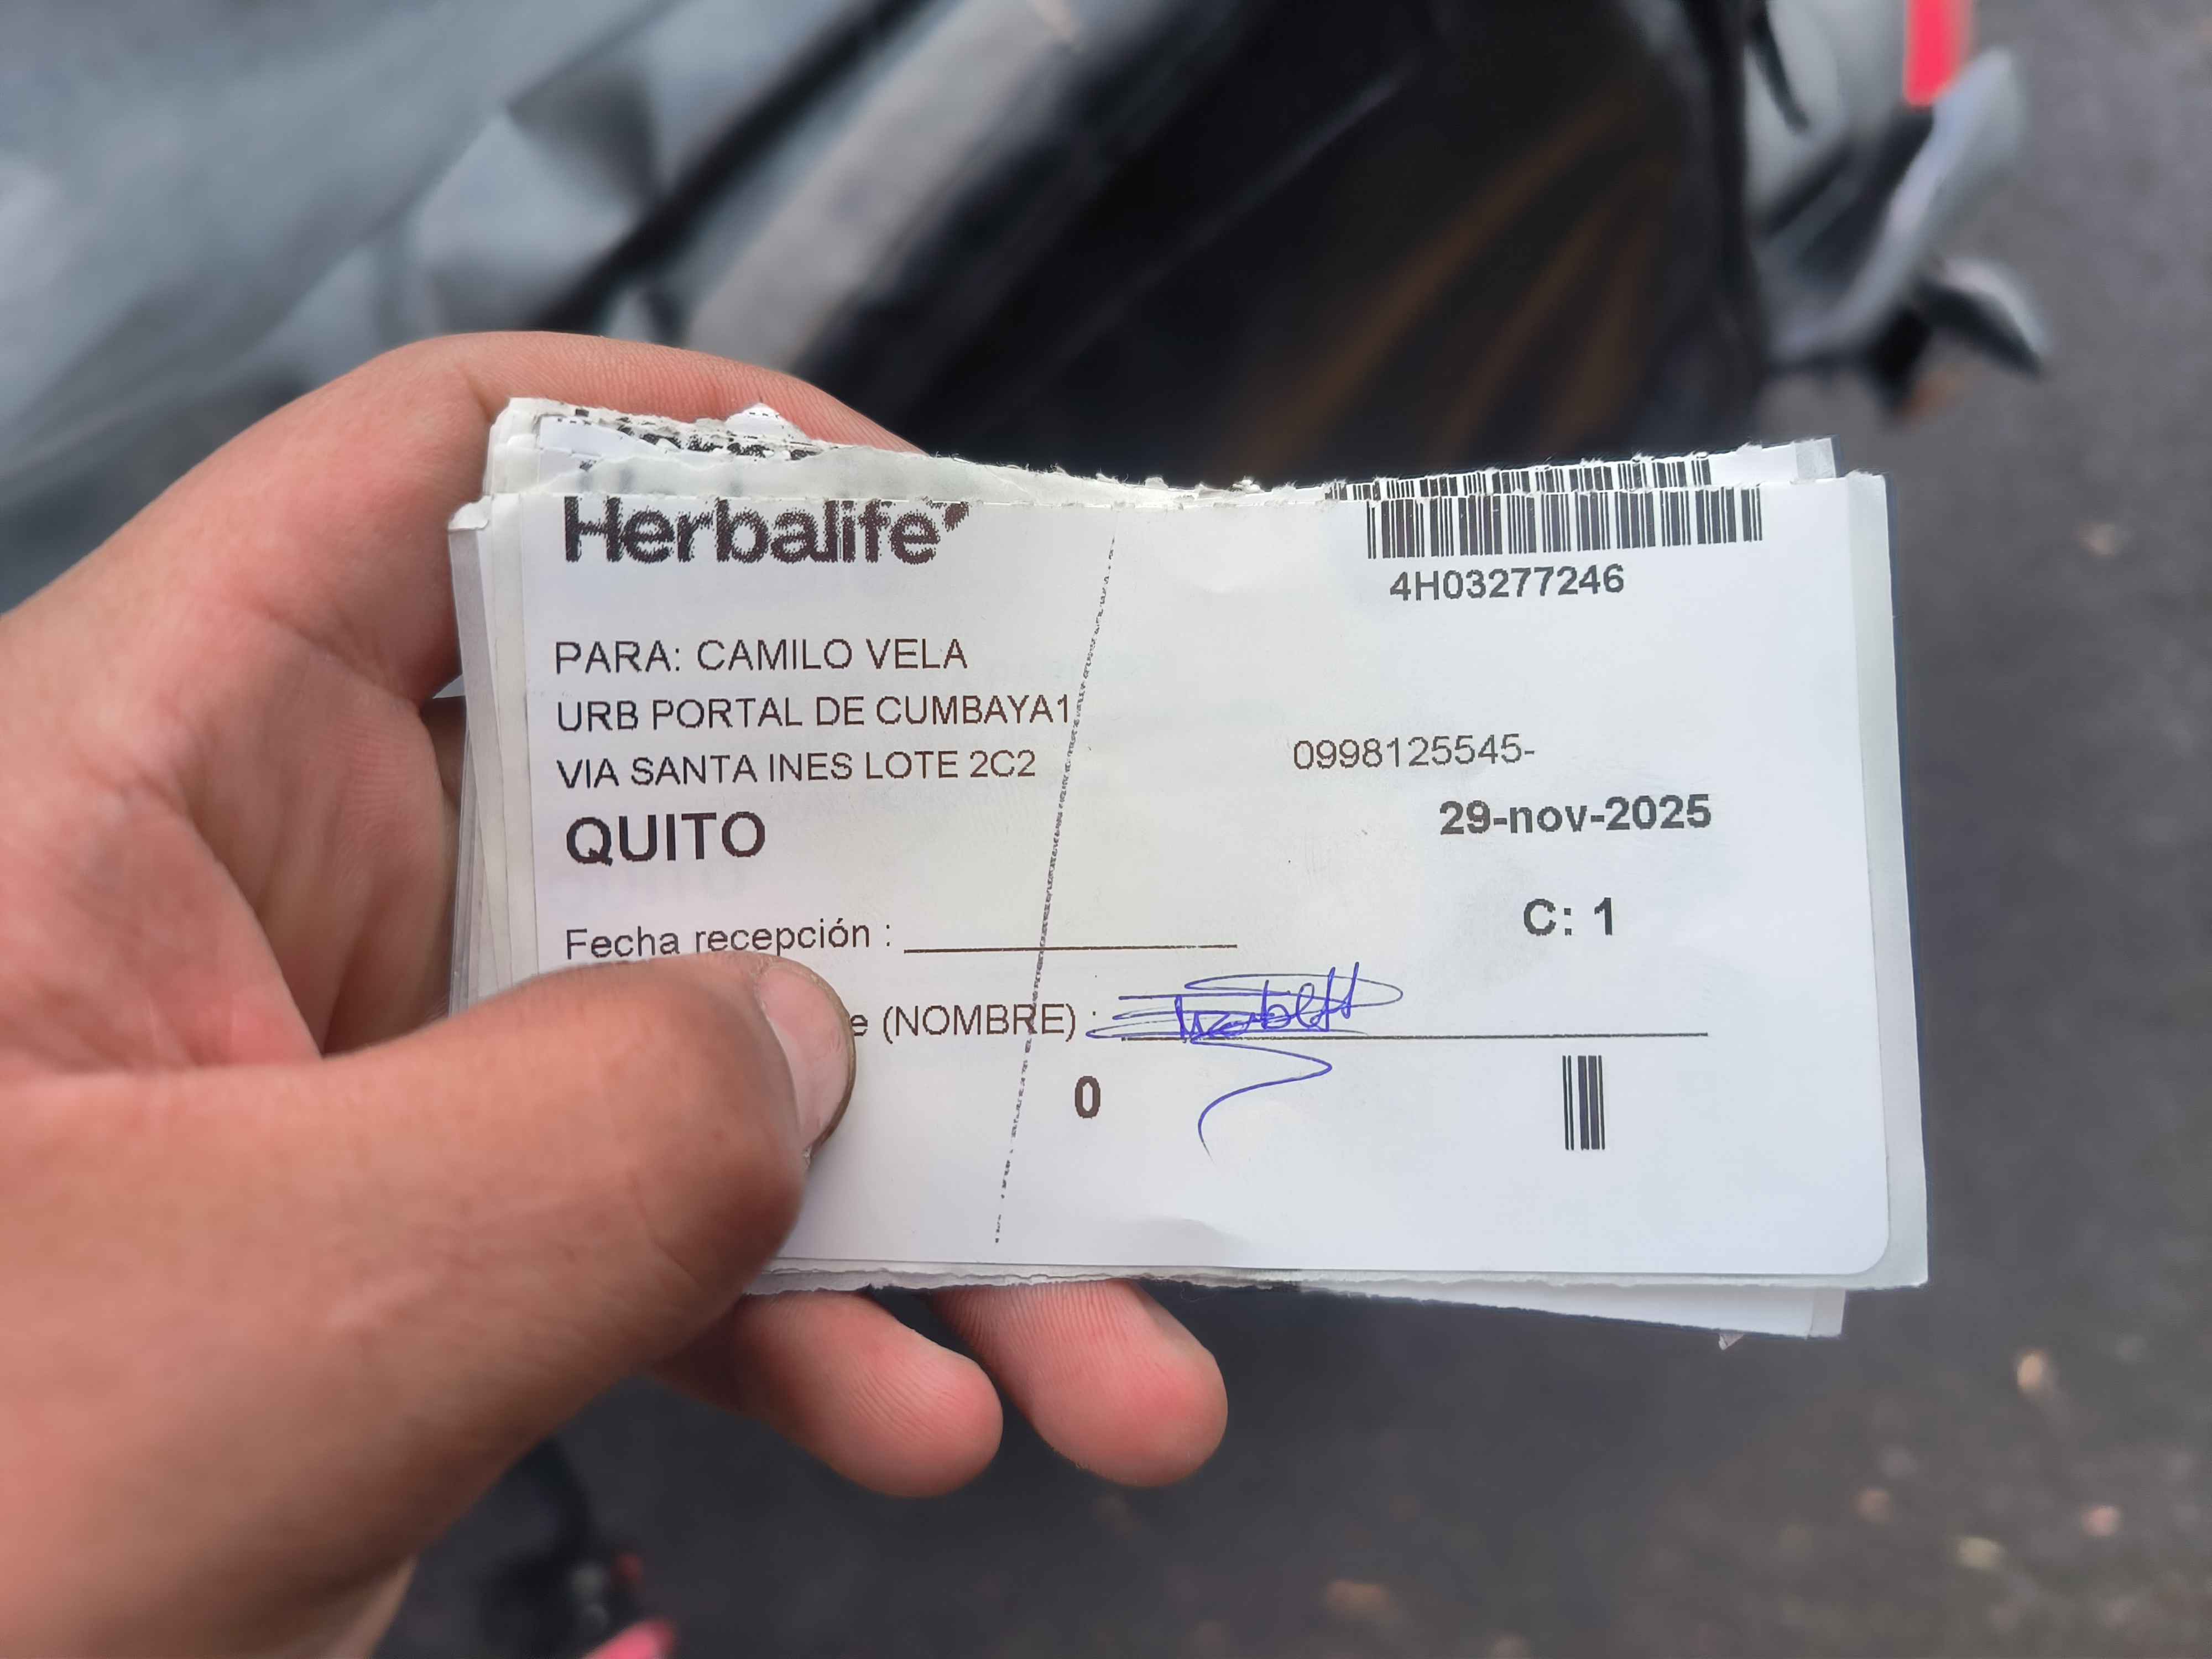 Herbalife
4H03277246
PARA: CAMILO VELA
URB PORTAL DE CUMBAYA1
VIA SANTA INES LOTE 2C2
0998125545-
QUITO
29-nov-2025
C: 1
Fecha recepción :
e (NOMBRE) :
0